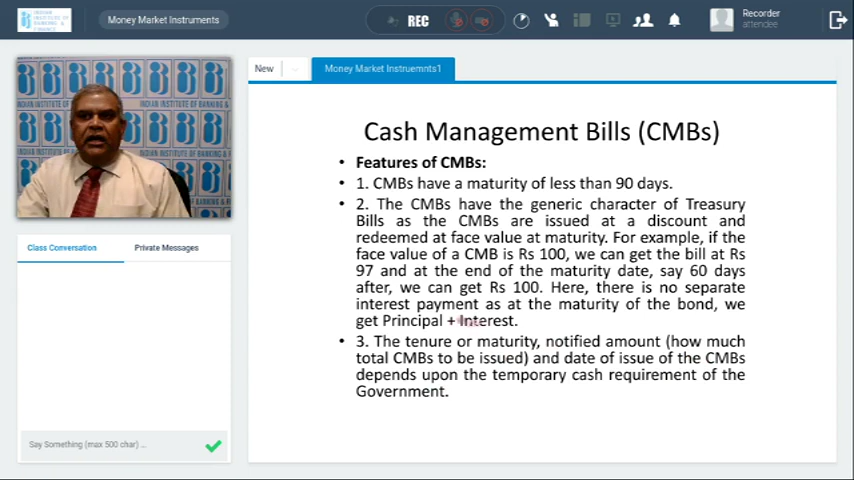 INDIAN
INSTITUTE OF
BANKING &
FINANCE
Money Market Instruments
REC
Recorder
attendee
New
Money Market Instruemnts1
Cash Management Bills (CMBs)
• Features of CMBs:
• 1. CMBs have a maturity of less than 90 days.
• 2. The CMBs have the generic character of Treasury
Bills as the CMBs are issued at a discount and
redeemed at face value at maturity. For example, if the
face value of a CMB is Rs 100, we can get the bill at Rs
97 and at the end of the maturity date, say 60 days
after, we can get Rs 100. Here, there is no separate
interest payment as at the maturity of the bond, we
get Principal + Interest.
• 3. The tenure or maturity, notified amount (how much
total CMBs to be issued) and date of issue of the CMBs
depends upon the temporary cash requirement of the
Government.
Class Conversation
Private Messages
Say Something (max 500 char) ...